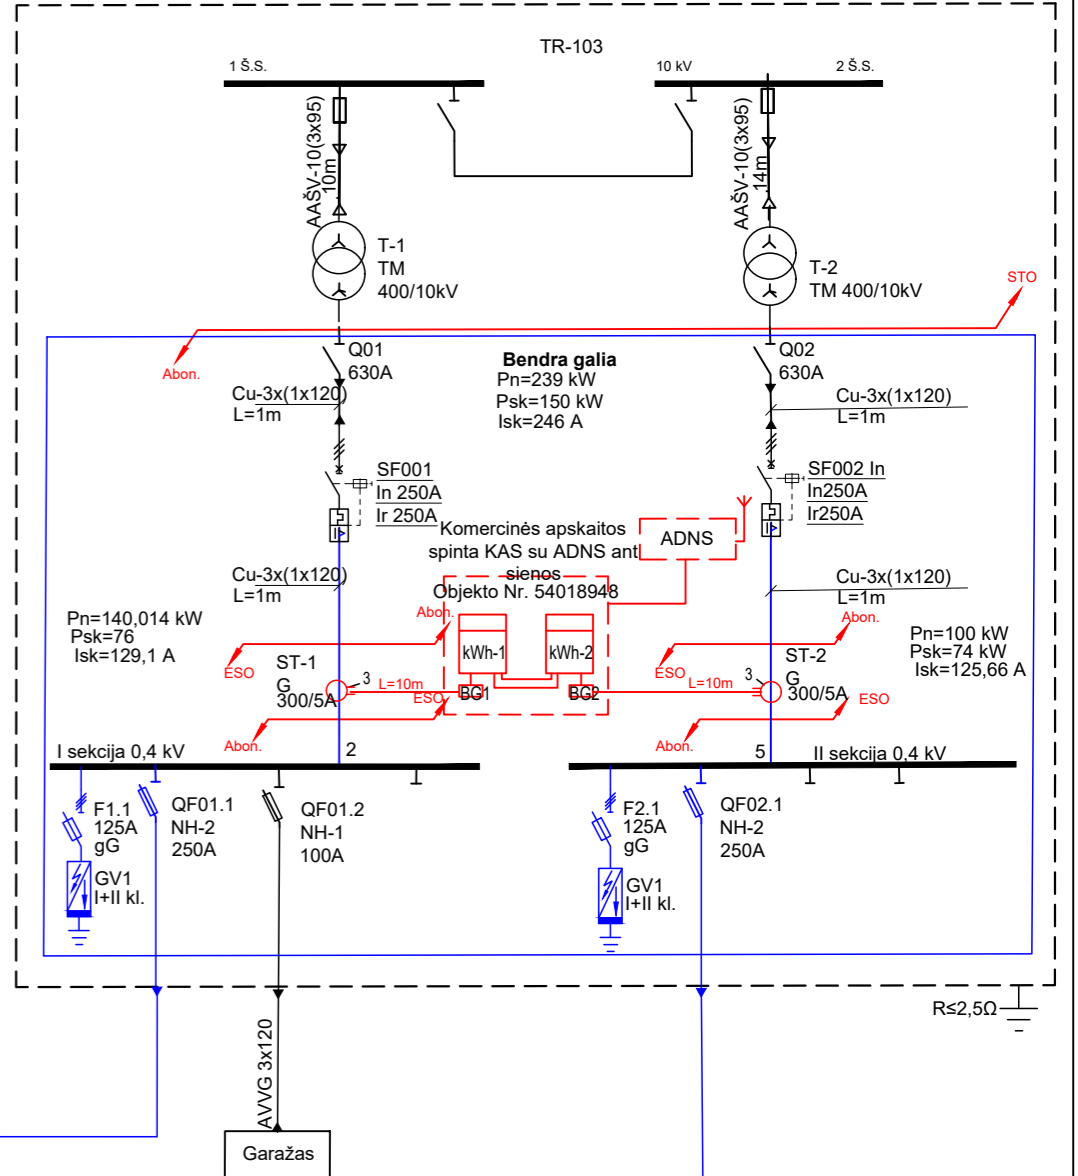 TR-103
1 Š.S.
10 kV
2 Š.S.
AAŠV-10(3x95)
10m
AAŠV-10(3x95)
14m
T-1
TM
400/10kV
T-2
TM 400/10kV
STO
Abon.
Q01
630A
Bendra galia
Pn=239 kW
Psk=150 kW
Isk=246 A
Q02
630A
Cu-3x(1x120)
L=1m
Cu-3x(1x120)
L=1m
SF001
In 250A
Ir 250A
SF002 In
In250A
Ir250A
Komercinės apskaitos
spinta KAS su ADNS ant
sienos
Objekto Nr. 54018948
ADNS
Cu-3x(1x120)
L=1m
Cu-3x(1x120)
L=1m
Pn=140,014 kW
Psk=76
Isk=129,1 A
Abon.
ESO
kWh-1
kWh-2
Abon.
ESO
Pn=100 kW
Psk=74 kW
Isk=125,66 A
ST-1
G
300/5A
3
L=10m
BG1
BG2
L=10m
3
ST-2
G
300/5A
ESO
Abon.
ESO
Abon.
I sekcija 0,4 kV
2
5
II sekcija 0,4 kV
F1.1
125A
gG
QF01.1
NH-2
250A
QF01.2
NH-1
100A
F2.1
125A
gG
QF02.1
NH-2
250A
GV1
I+II kl.
GV1
I+II kl.
R≤2,5Ω
AVVG 3x120
Garažas